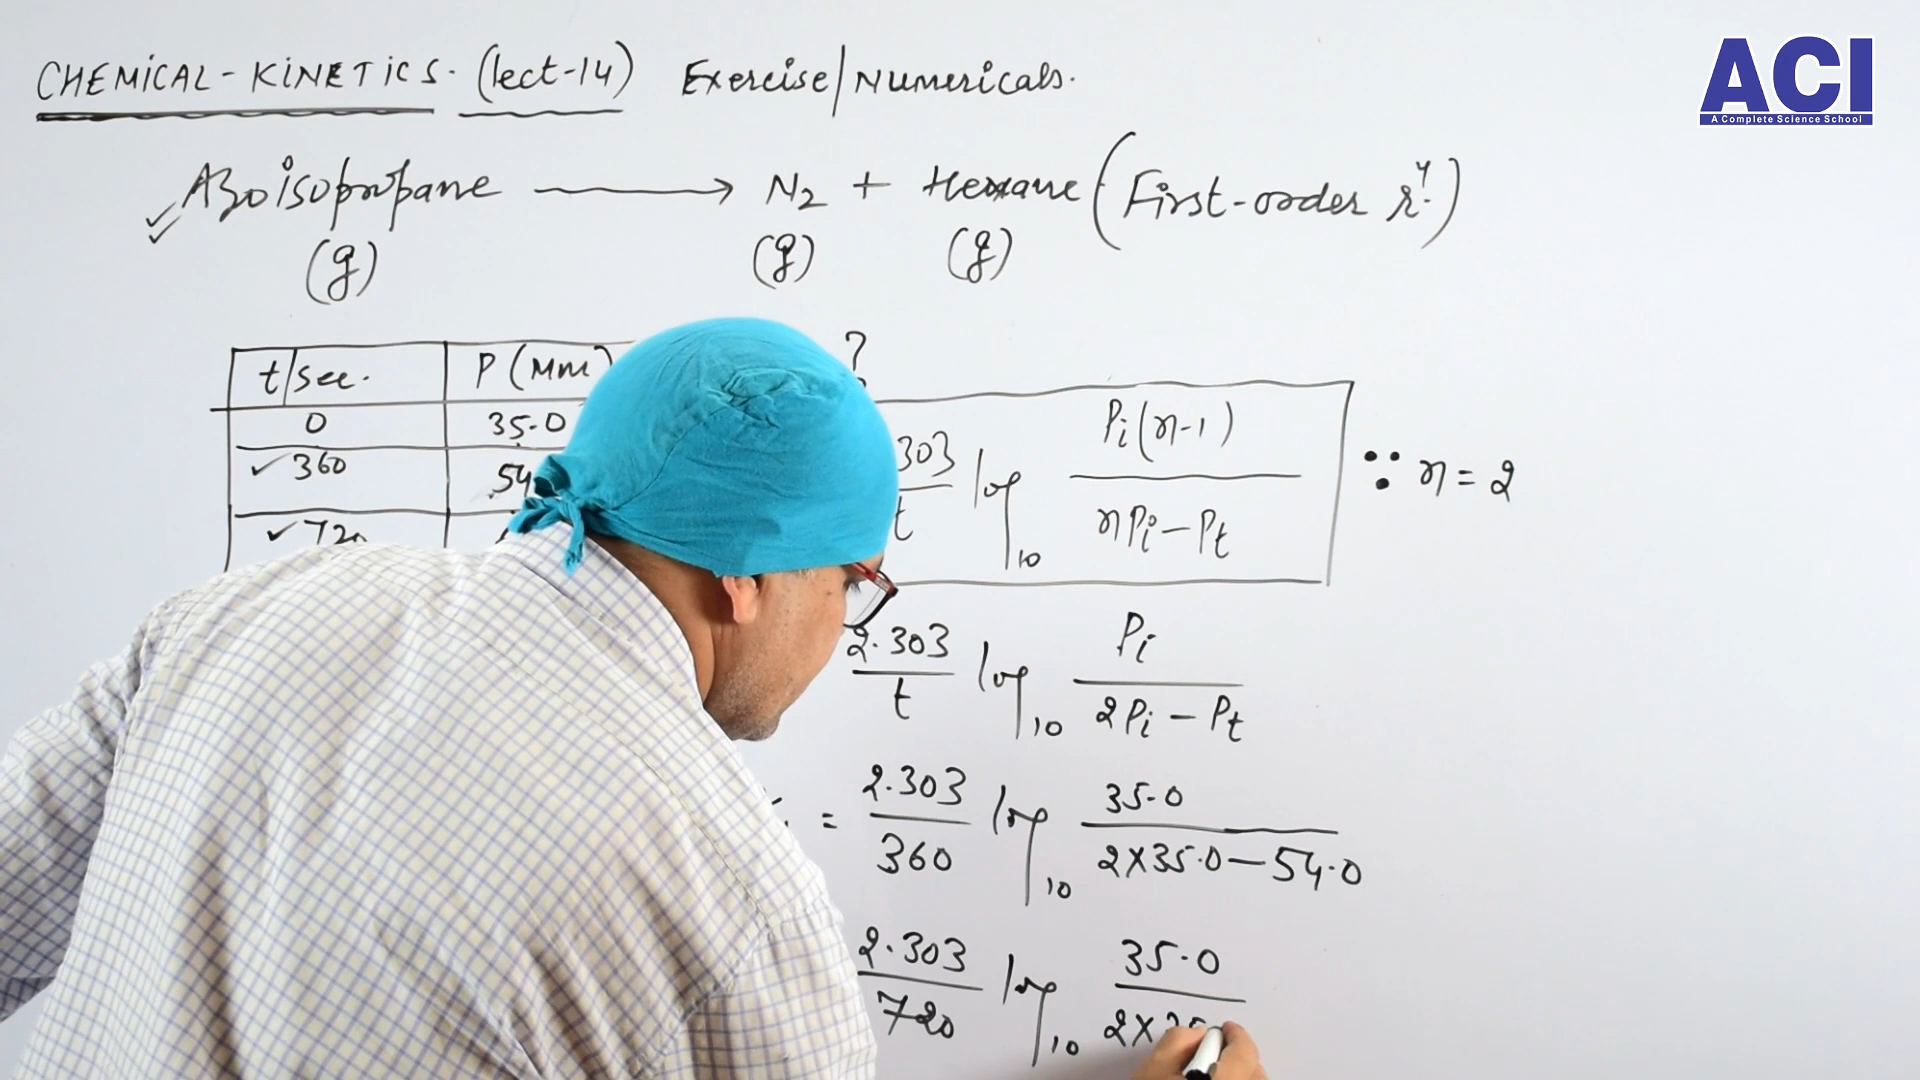 CHEMICAL-KINETICS. (lect-14) Exercise/Numericals.
ACI
A Complete Science School
Azoisopropane → N2 + Hexane (First-order r^y.)
(g) (g) (g)
t/sec. P (Mm)
?
0 35.0
360 54
720
303/t log10 Pi(n-1)/nPi-Pt ∵ n = 2
2.303/t log10 Pi/2Pi - Pt
= 2.303/360 log10 35.0/2×35.0-54.0
2.303/720 log10 35.0/2×35